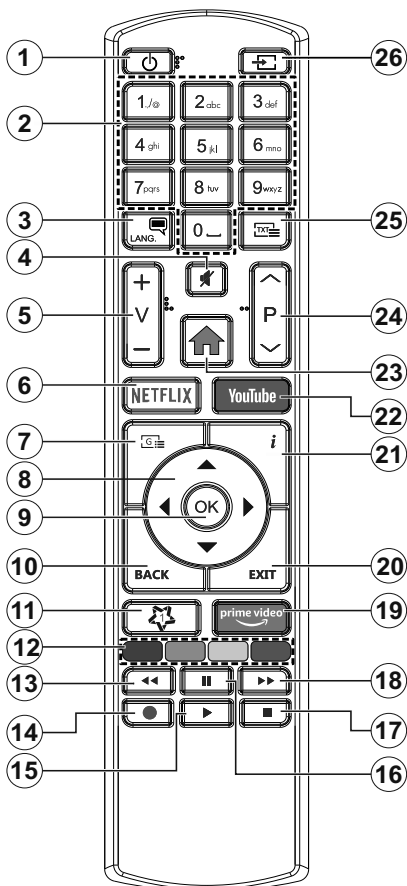 1 26
2 1./@ 2abc 3def
4ghi 5jkl 6mno
7pqrs 8tuv 9wxyz
3 LANG. 0 TXT 25
4
5 + V − P 24
23
6 NETFLIX YouTube 22
7 G i 21
8
9 OK
10 BACK EXIT 20
11 1 prime video 19
12
13 18
14 17
15 16